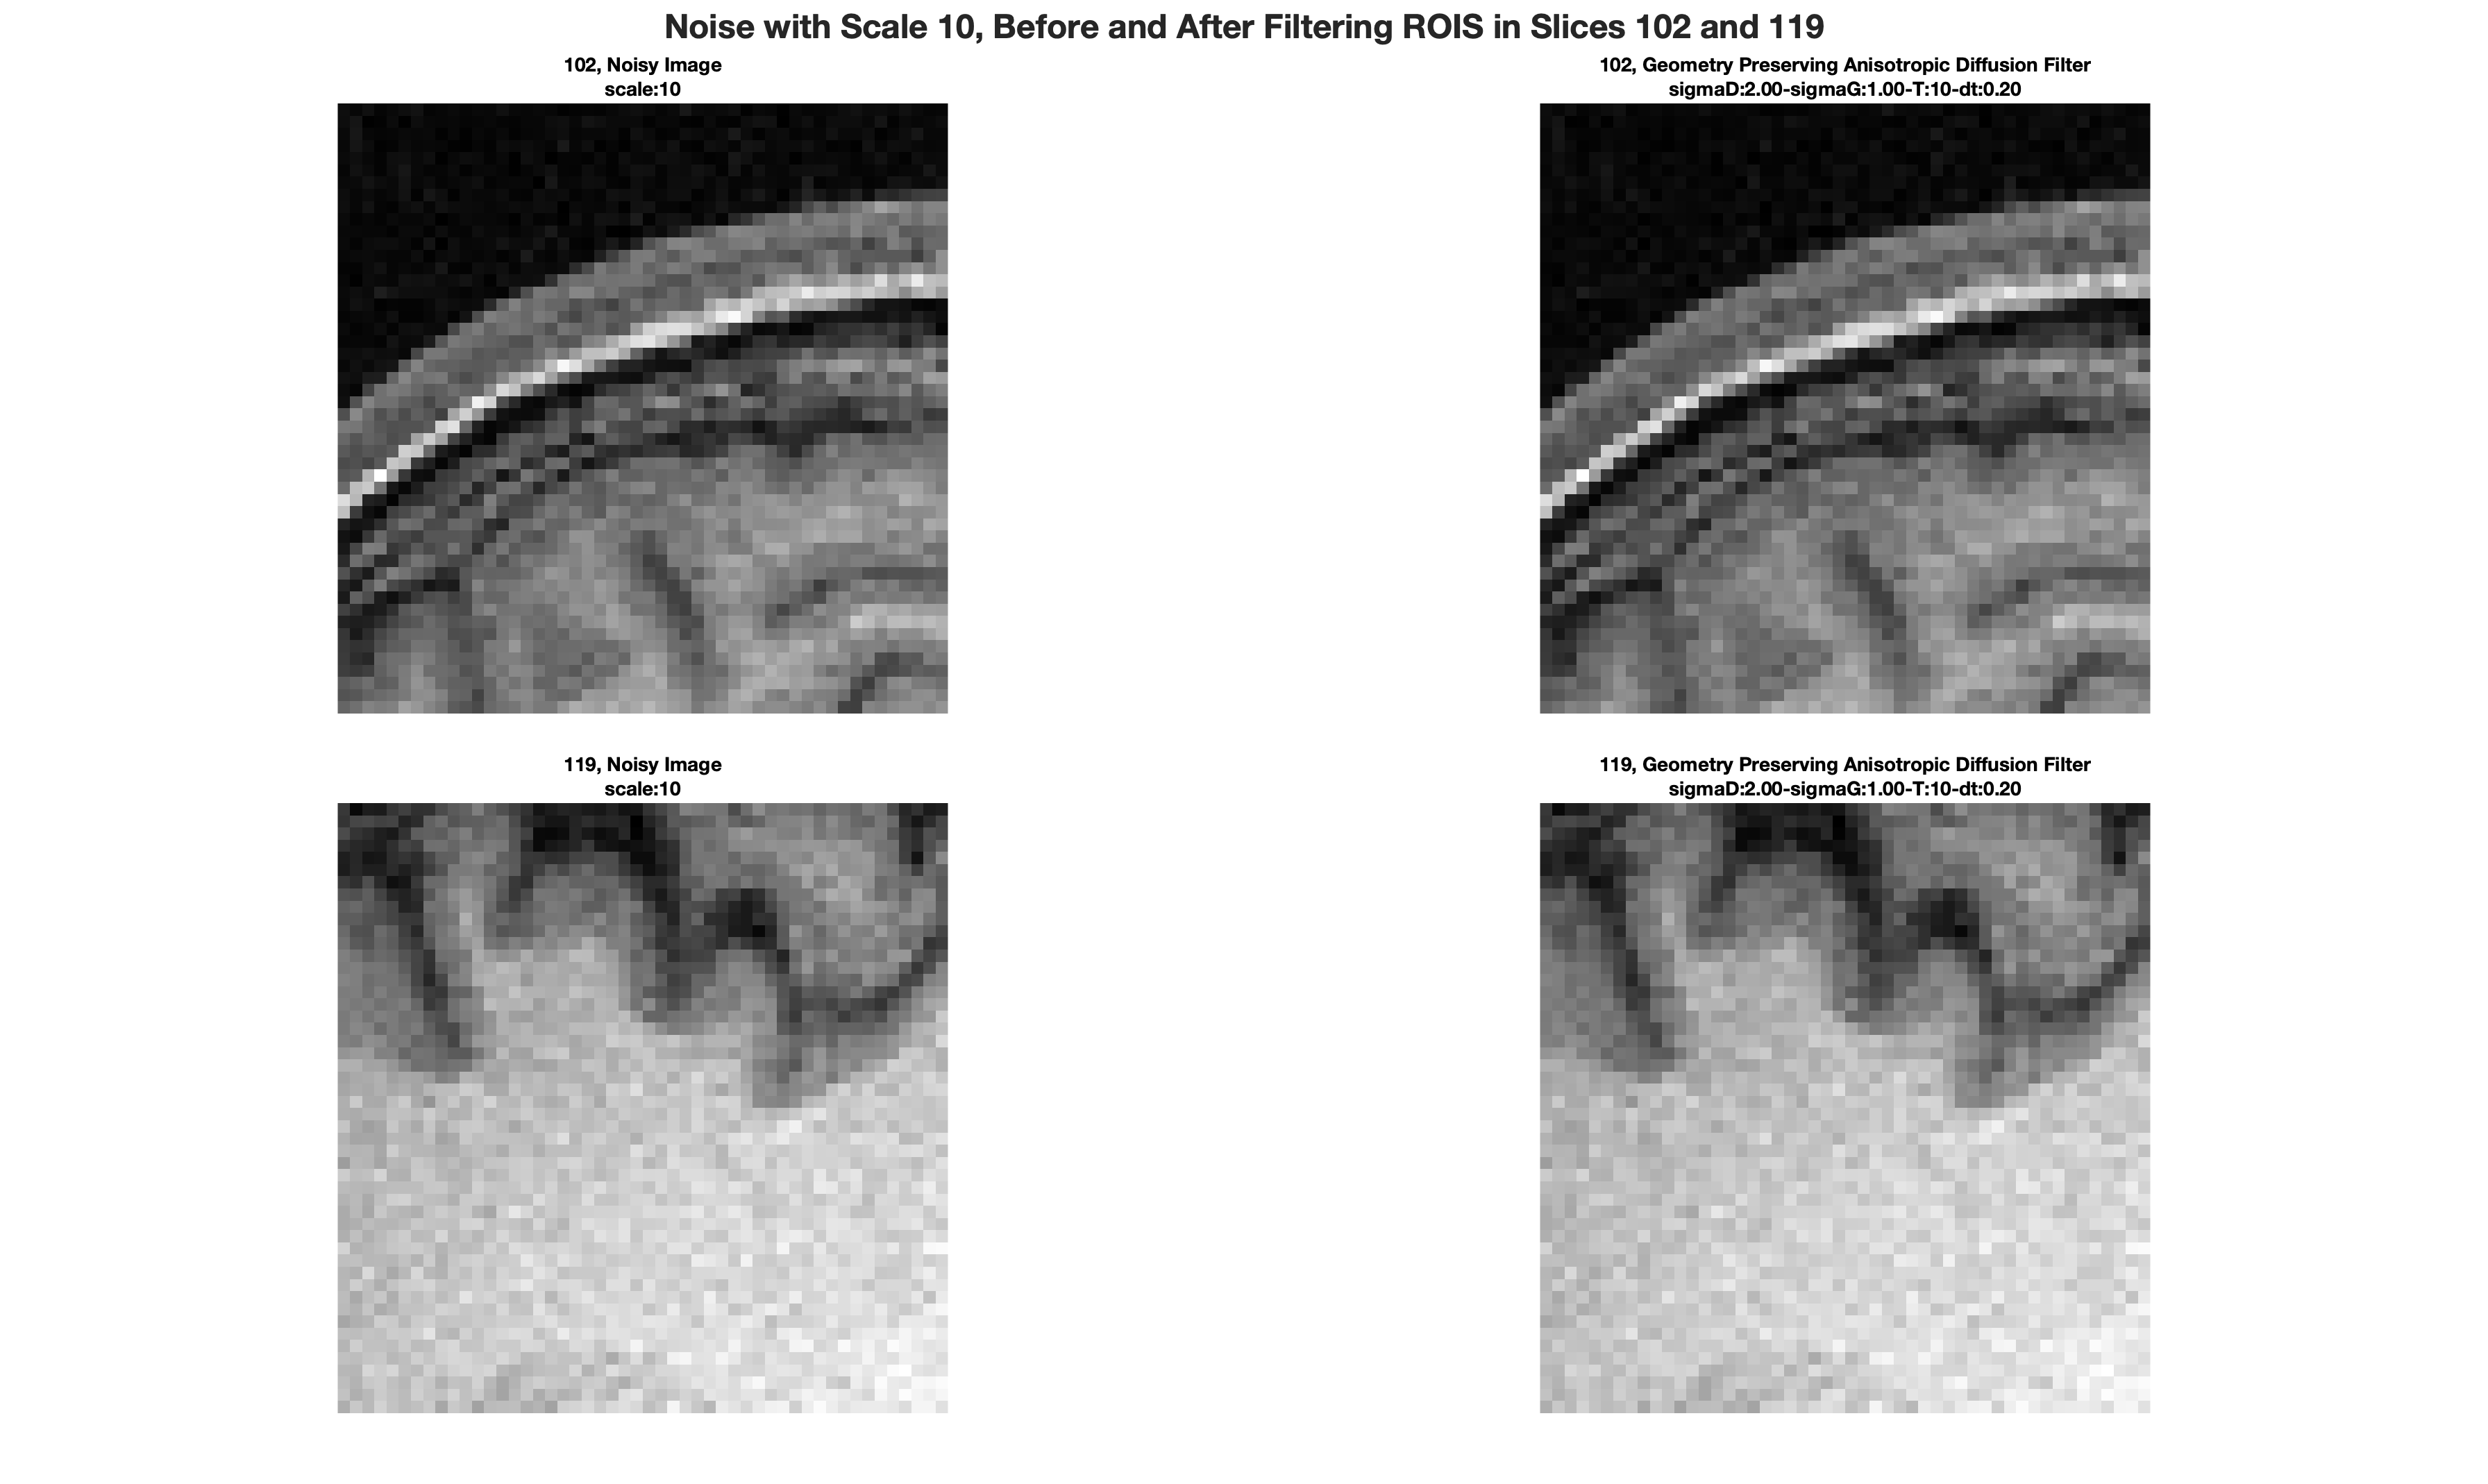 Noise with Scale 10, Before and After Filtering ROIS in Slices 102 and 119
102, Noisy Image
scale:10
102, Geometry Preserving Anisotropic Diffusion Filter
sigmaD:2.00-sigmaG:1.00-T:10-dt:0.20
119, Noisy Image
scale:10
119, Geometry Preserving Anisotropic Diffusion Filter
sigmaD:2.00-sigmaG:1.00-T:10-dt:0.20